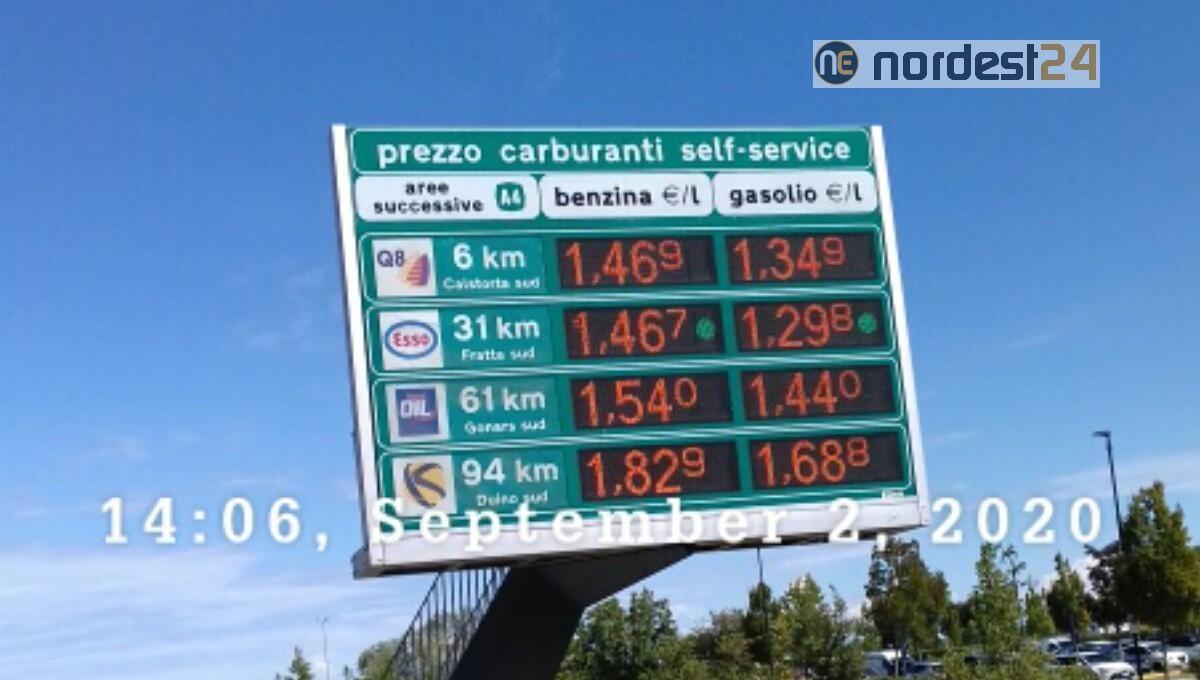 NE nordest24
prezzo carburanti self-service
aree successive A4 benzina €/l gasolio €/l
Q8 6 km Calstorta sud 1,469 1,349
Esso 31 km Fratta sud 1,467 1,298
OIL 61 km Gonars sud 1,540 1,440
94 km Duino sud 1,829 1,688
14:06, September 2, 2020